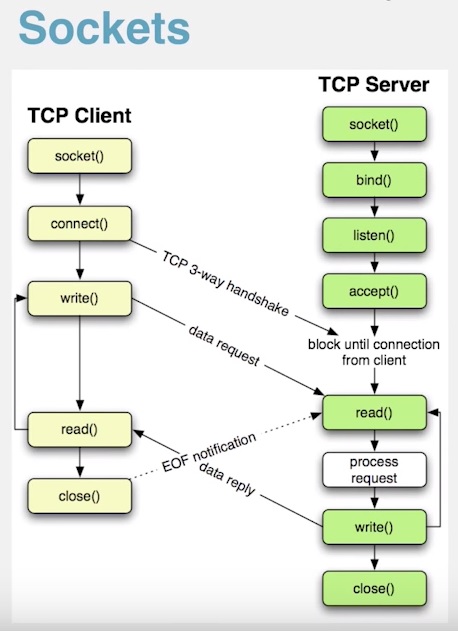 Sockets
TCP Client
socket()
connect()
write()
read()
close()
TCP 3-way handshake
data request
EOF notification
data reply
TCP Server
socket()
bind()
listen()
accept()
block until connection
from client
read()
process
request
write()
close()